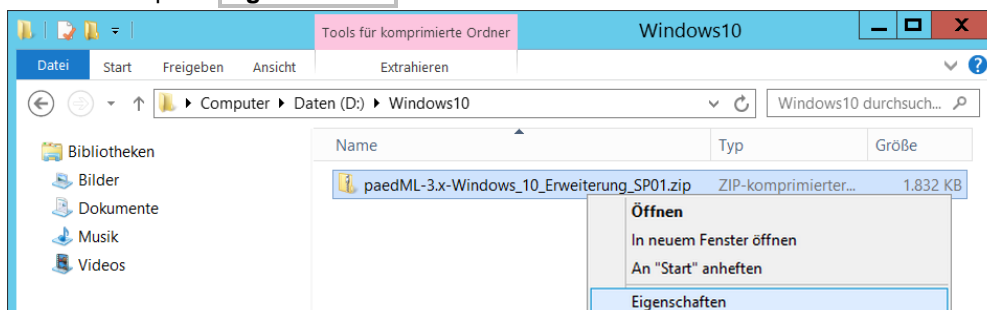 Tools für komprimierte Ordner Windows10
Datei Start Freigeben Ansicht Extrahieren
Computer Daten (D:) Windows10 Windows10 durchsuch...
Bibliotheken
Bilder
Dokumente
Musik
Videos
Name Typ Größe
paedML-3.x-Windows_10_Erweiterung_SP01.zip ZIP-komprimierter... 1.832 KB
Öffnen
In neuem Fenster öffnen
An "Start" anheften
Eigenschaften